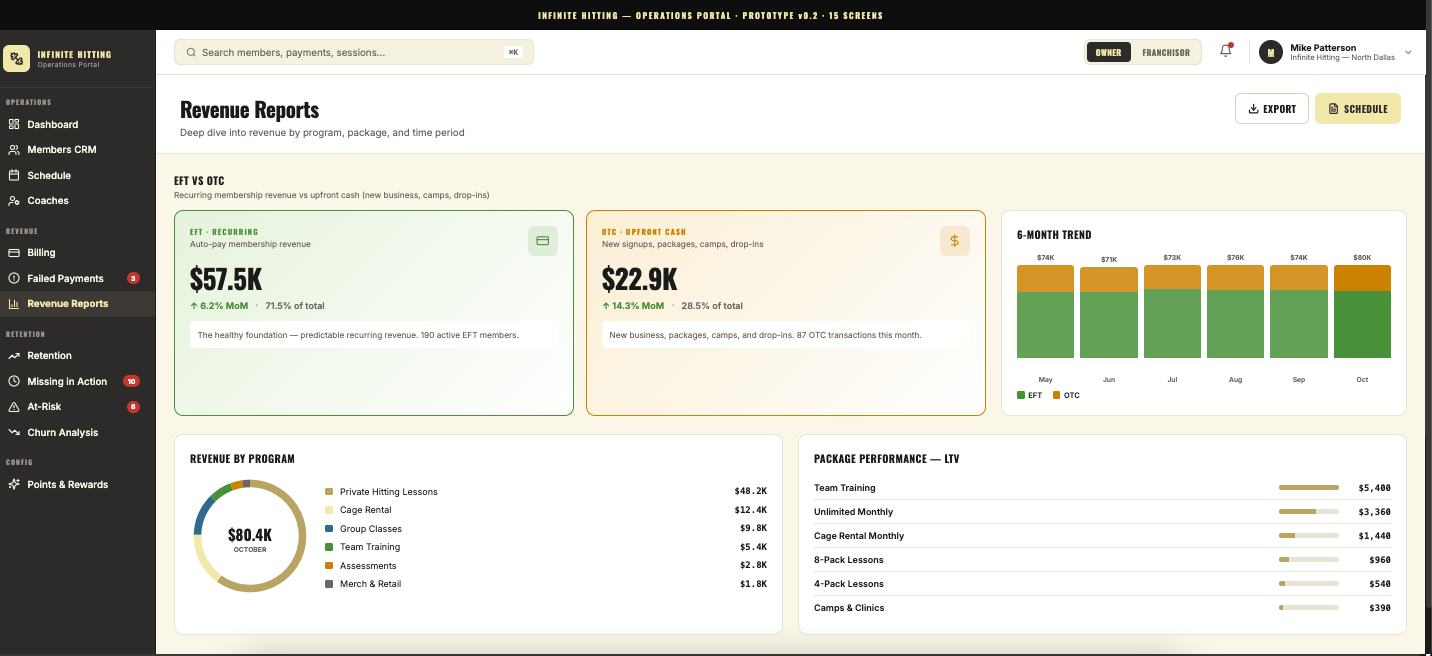 INFINITE HITTING — OPERATIONS PORTAL · PROTOTYPE v0.2 · 15 SCREENS
INFINITE HITTING
Operations Portal
OPERATIONS
Dashboard
Members CRM
Schedule
Coaches
REVENUE
Billing
Failed Payments 3
Revenue Reports
RETENTION
Retention
Missing in Action 10
At-Risk 8
Churn Analysis
CONFIG
Points & Rewards
Search members, payments, sessions... ⌘K
OWNER FRANCHISOR
M
Mike Patterson
Infinite Hitting — North Dallas
Revenue Reports
Deep dive into revenue by program, package, and time period
EXPORT
SCHEDULE
EFT VS OTC
Recurring membership revenue vs upfront cash (new business, camps, drop-ins)
EFT · RECURRING
Auto-pay membership revenue
$57.5K
↑ 6.2% MoM · 71.5% of total
The healthy foundation — predictable recurring revenue. 190 active EFT members.
OTC · UPFRONT CASH
New signups, packages, camps, drop-ins
$
$22.9K
↑ 14.3% MoM · 28.5% of total
New business, packages, camps, and drop-ins. 87 OTC transactions this month.
6-MONTH TREND
$74K $71K $73K $76K $74K $80K
May Jun Jul Aug Sep Oct
EFT OTC
REVENUE BY PROGRAM
$80.4K
OCTOBER
Private Hitting Lessons $48.2K
Cage Rental $12.4K
Group Classes $9.8K
Team Training $5.4K
Assessments $2.8K
Merch & Retail $1.8K
PACKAGE PERFORMANCE — LTV
Team Training $5,400
Unlimited Monthly $3,360
Cage Rental Monthly $1,440
8-Pack Lessons $960
4-Pack Lessons $540
Camps & Clinics $390